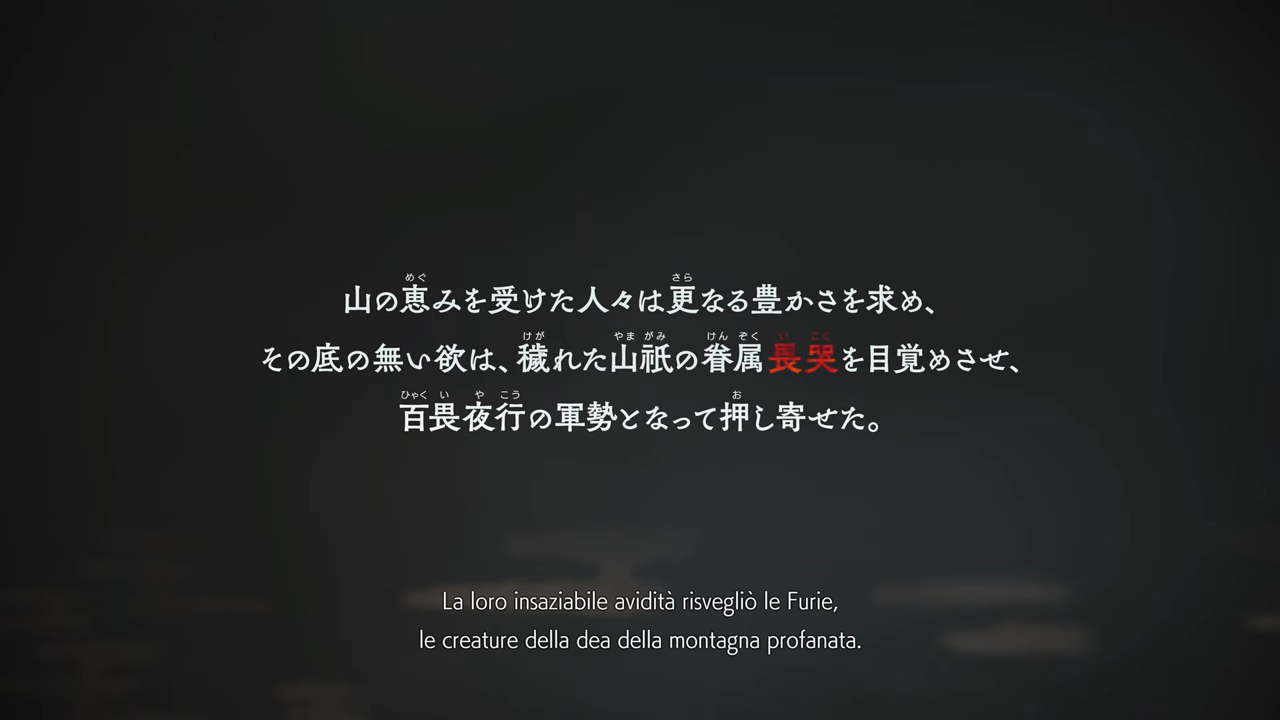 山の恵みを受けた人々は更なる豊かさを求め、
その底の無い欲は、穢れた山祇の眷属畏哭を目覚めさせ、
百畏夜行の軍勢となって押し寄せた。
La loro insaziabile avidità risvegliò le Furie,
le creature della dea della montagna profanata.